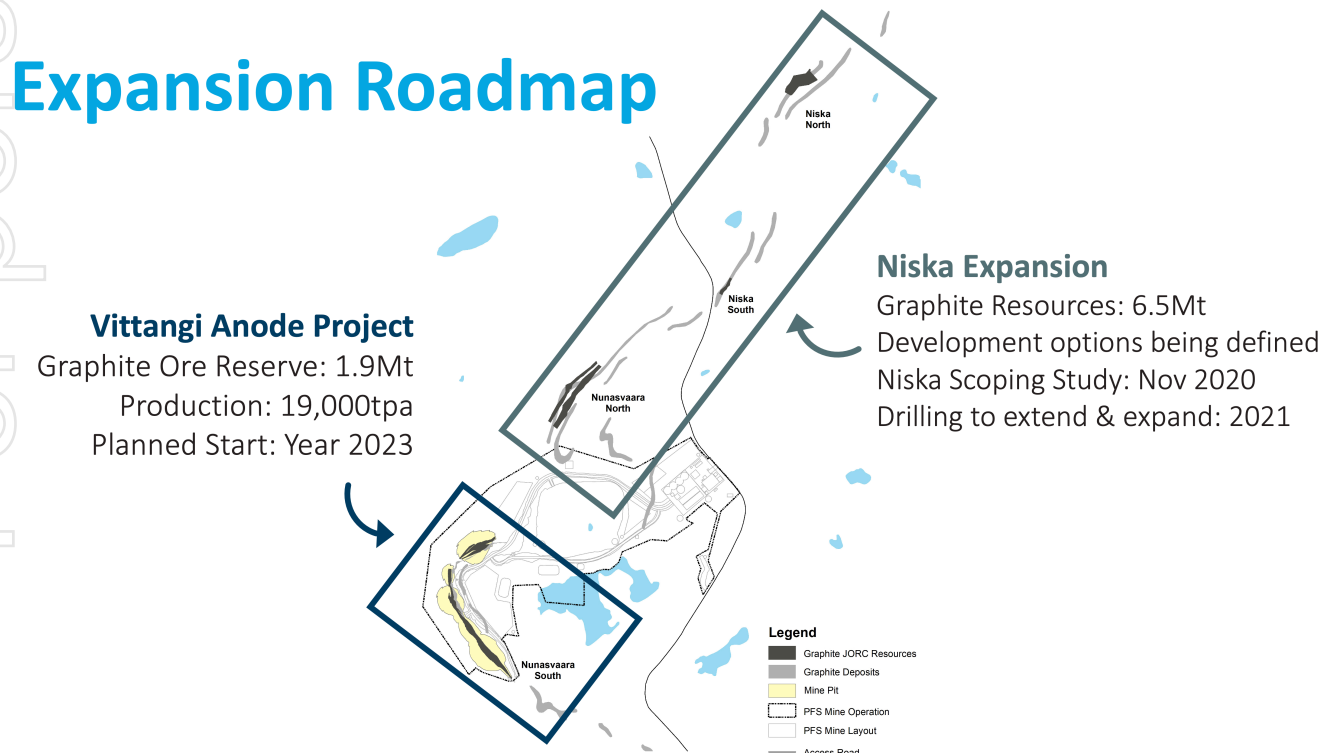 Expansion Roadmap
Niska
North
Niska Expansion
Graphite Resources: 6.5Mt
Development options being defined
Niska Scoping Study: Nov 2020
Drilling to extend & expand: 2021
Niska
South
Vittangi Anode Project
Graphite Ore Reserve: 1.9Mt
Production: 19,000tpa
Planned Start: Year 2023
Nunasvaara
North
Nunasvaara
South
Legend
Graphite JORC Resources
Graphite Deposits
Mine Pit
PFS Mine Operation
PFS Mine Layout
Access Road